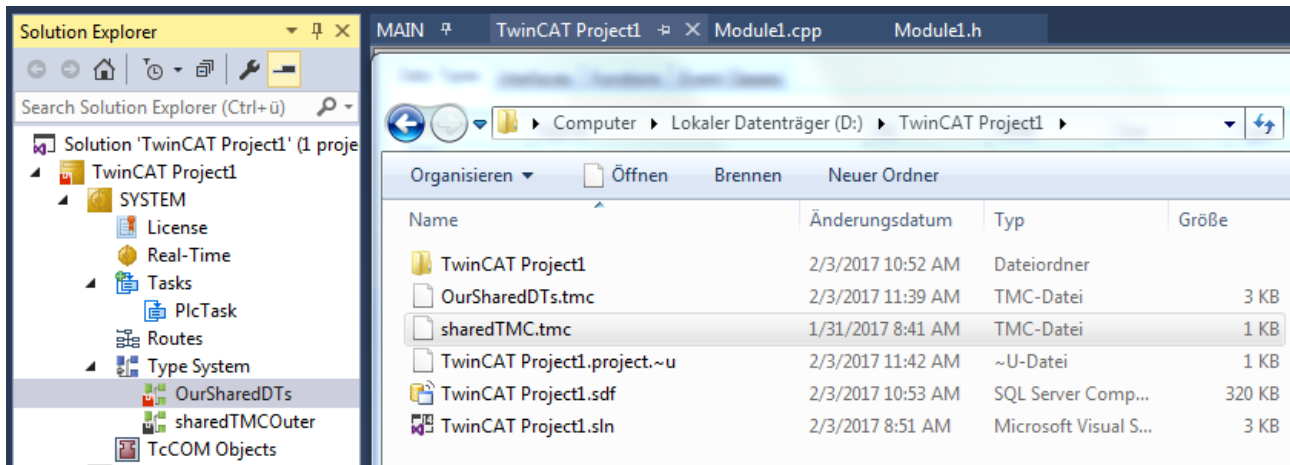 Solution Explorer
MAIN TwinCAT Project1 Module1.cpp Module1.h
Search Solution Explorer (Ctrl+ü)
Solution 'TwinCAT Project1' (1 proje
TwinCAT Project1
SYSTEM
License
Real-Time
Tasks
PlcTask
Routes
Type System
OurSharedDTs
sharedTMCOuter
TcCOM Objects
Computer Lokaler Datenträger (D:) TwinCAT Project1
Organisieren Öffnen Brennen Neuer Ordner
Name Änderungsdatum Typ Größe
TwinCAT Project1 2/3/2017 10:52 AM Dateiordner
OurSharedDTs.tmc 2/3/2017 11:39 AM TMC-Datei 3 KB
sharedTMC.tmc 1/31/2017 8:41 AM TMC-Datei 1 KB
TwinCAT Project1.project.~u 2/3/2017 11:42 AM ~U-Datei 1 KB
TwinCAT Project1.sdf 2/3/2017 10:53 AM SQL Server Comp... 320 KB
TwinCAT Project1.sln 2/3/2017 8:51 AM Microsoft Visual S... 3 KB